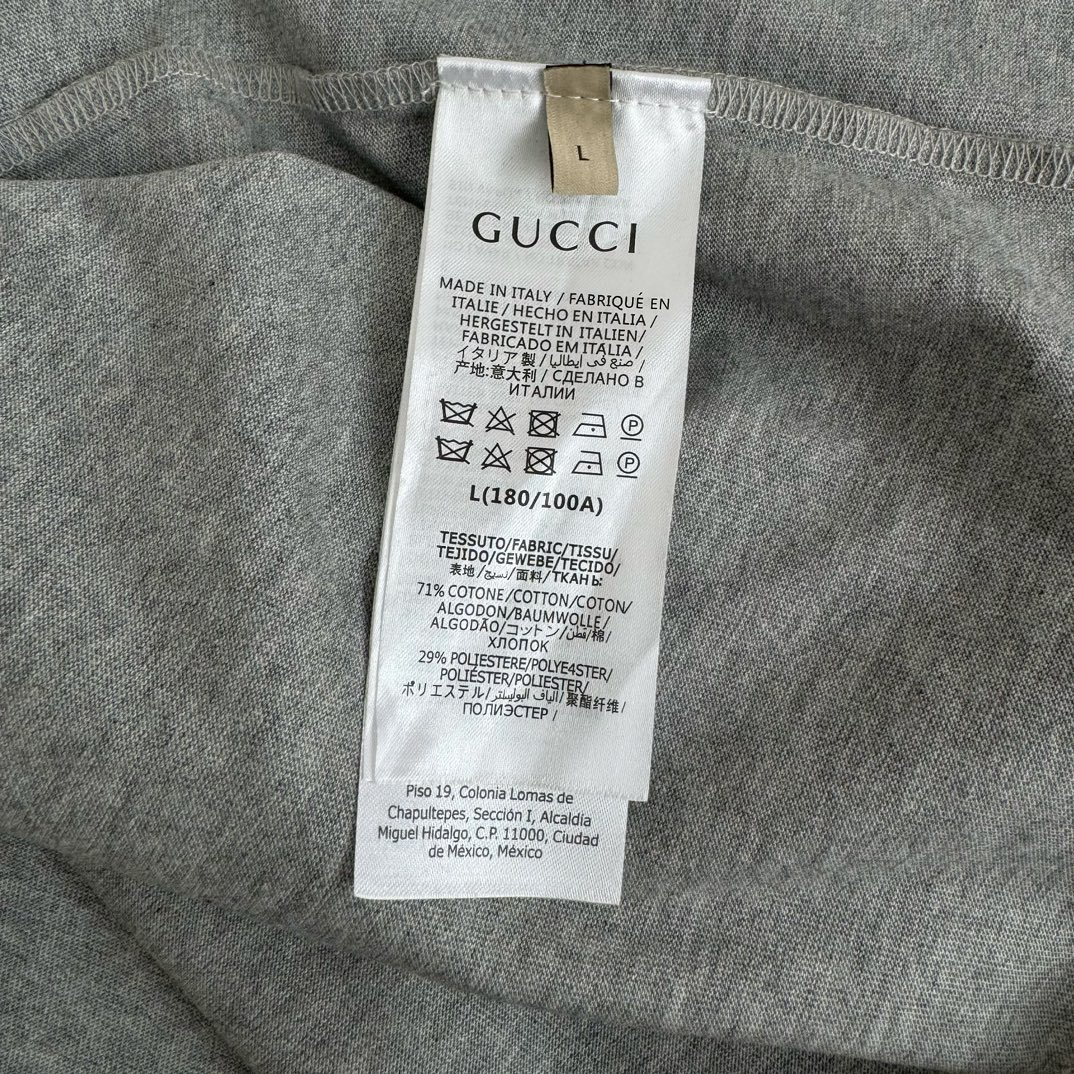 L
GUCCI
MADE IN ITALY / FABRIQUÉ EN
ITALIE / HECHO EN ITALIA /
HERGESTELT IN ITALIEN/
FABRICADO EM ITÁLIA /
イタリア製 / صنع في إيطاليا /
产地:意大利 / СДЕЛАНО В
ИТАЛИИ
P
P
L(180/100A)
TESSUTO/FABRIC/TISSU/
TEJIDO/GEWEBE/TECIDO/
表地/نسيج/面料/ТКАНЬ:
71% COTONE/COTTON/COTON/
ALGODON/BAUMWOLLE/
ALGODÃO/コットン/قطن/棉/
ХЛОПОК
29% POLIESTERE/POLYE4STER/
POLIÉSTER/POLIESTER/
ポリエステル/الياف البوليستر/聚酯纤维/
ПОЛИЭСТЕР /
Piso 19, Colonia Lomas de
Chapultepes, Sección I, Alcaldia
Miguel Hidalgo, C.P. 11000, Ciudad
de México, México